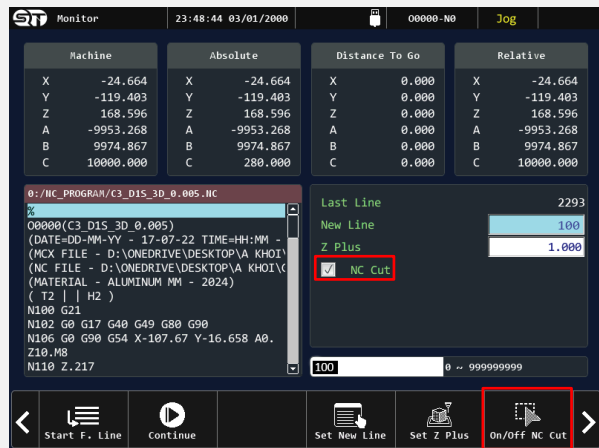 STI Monitor 23:48:44 03/01/2000 O0000-N0 Jog
Machine Absolute Distance To Go Relative
X -24.664 X -24.664 X 0.000 X -24.664
Y -119.403 Y -119.403 Y 0.000 Y -119.403
Z 168.596 Z 168.596 Z 0.000 Z 168.596
A -9953.268 A -9953.268 A 0.000 A -9953.268
B 9974.867 B 9974.867 B 0.000 B 9974.867
C 10000.000 C 280.000 C 0.000 C 10000.000
0:/NC_PROGRAM/C3_D1S_3D_0.005.NC
%
O0000(C3_D1S_3D_0.005)
(DATE=DD-MM-YY - 17-07-22 TIME=HH:MM -
(MCX FILE - D:\ONEDRIVE\DESKTOP\A KHOI\
(NC FILE - D:\ONEDRIVE\DESKTOP\A KHOI\C
(MATERIAL - ALUMINUM MM - 2024)
( T2 | | H2 )
N100 G21
N102 G0 G17 G40 G49 G80 G90
N106 G0 G90 G54 X-107.67 Y-16.658 A0.
Z10.M8
N110 Z.217
Last Line 2293
New Line 100
Z Plus 1.000
NC Cut
100 0 ~ 999999999
Start F. Line Continue Set New Line Set Z Plus On/Off NC Cut